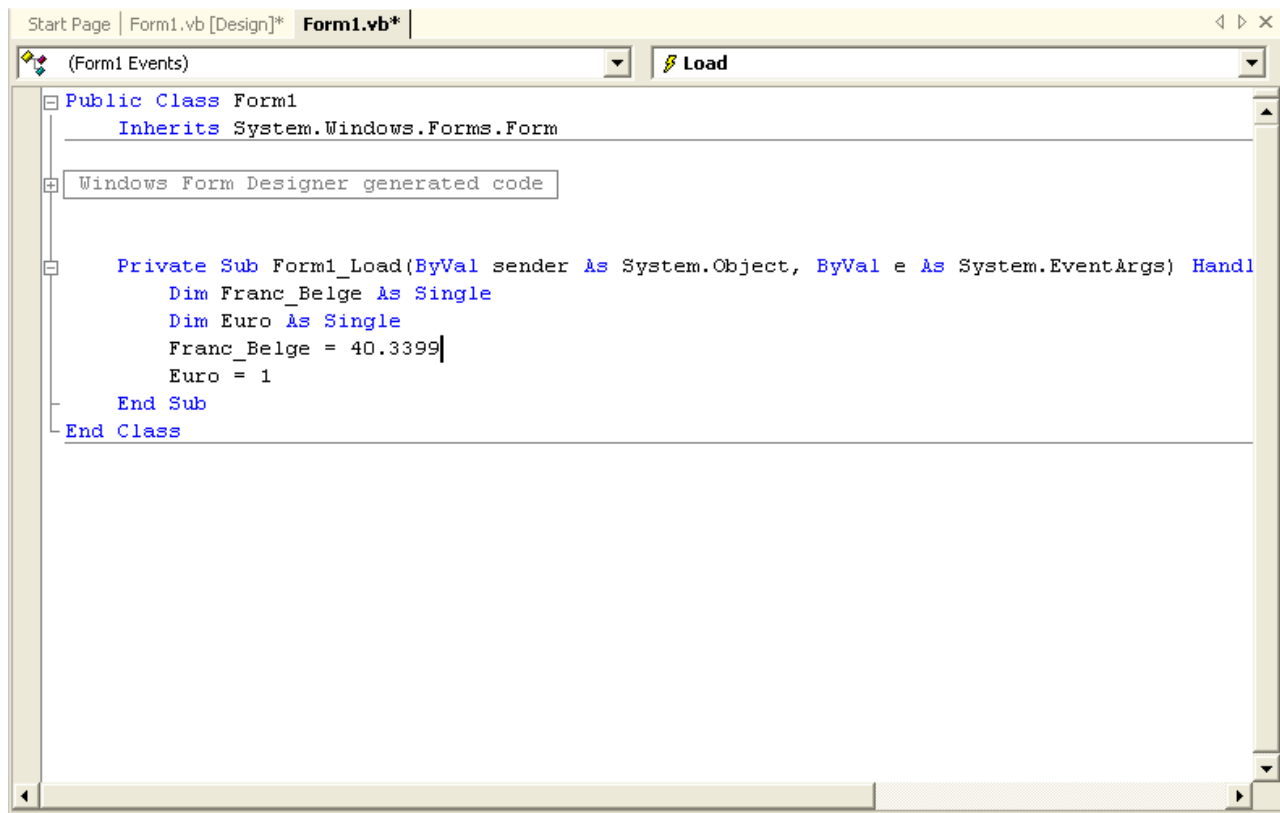 Start Page | Form1.vb [Design]* Form1.vb*
(Form1 Events) Load
Public Class Form1
Inherits System.Windows.Forms.Form
Windows Form Designer generated code
Private Sub Form1_Load(ByVal sender As System.Object, ByVal e As System.EventArgs) Handl
Dim Franc_Belge As Single
Dim Euro As Single
Franc_Belge = 40.3399
Euro = 1
End Sub
End Class